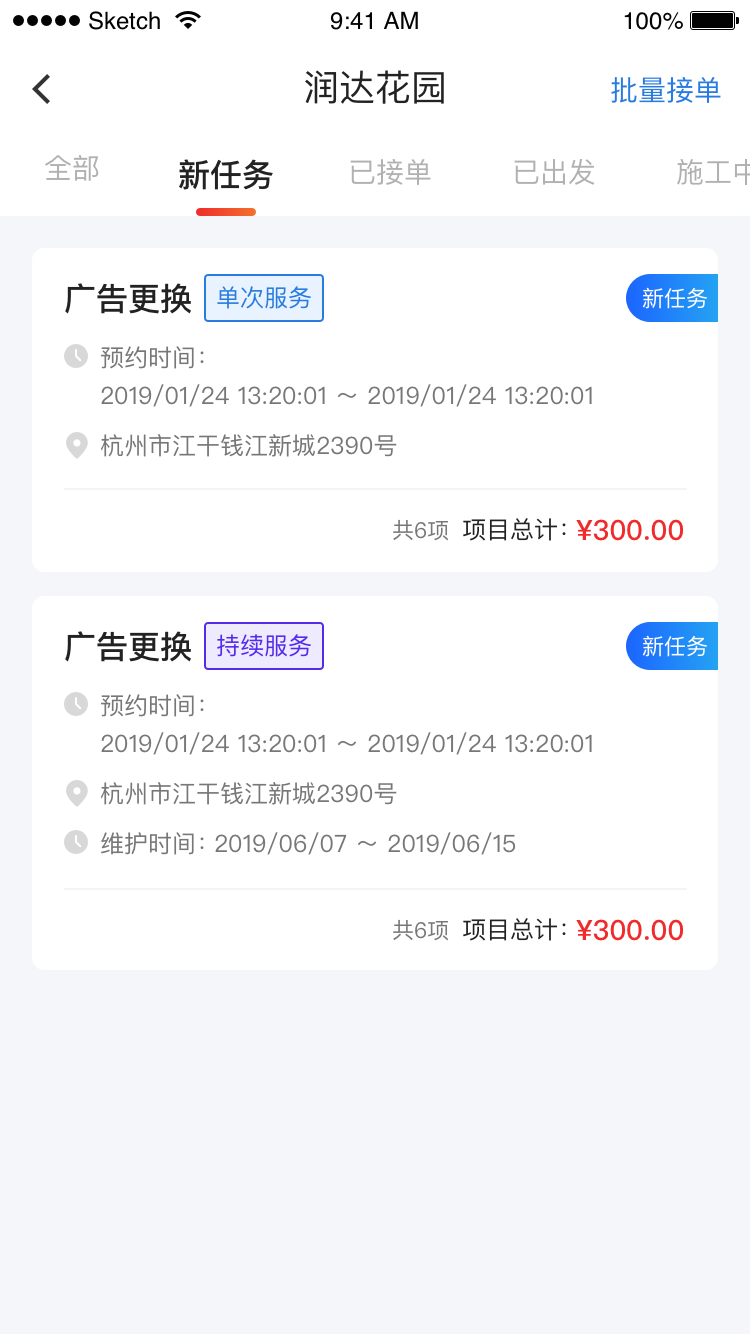 Sketch 9:41 AM 100%
润达花园 批量接单
全部 新任务 已接单 已出发 施工中
广告更换 单次服务 新任务
预约时间：
2019/01/24 13:20:01 ～ 2019/01/24 13:20:01
杭州市江干钱江新城2390号
共6项 项目总计：¥300.00
广告更换 持续服务 新任务
预约时间：
2019/01/24 13:20:01 ～ 2019/01/24 13:20:01
杭州市江干钱江新城2390号
维护时间：2019/06/07 ～ 2019/06/15
共6项 项目总计：¥300.00